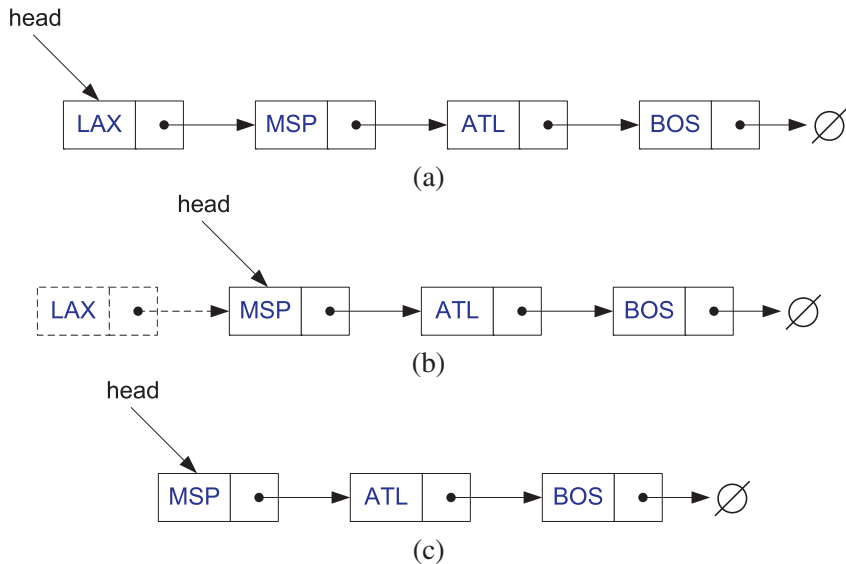 head
LAX MSP ATL BOS ∅
(a)
head
LAX MSP ATL BOS ∅
(b)
head
MSP ATL BOS ∅
(c)